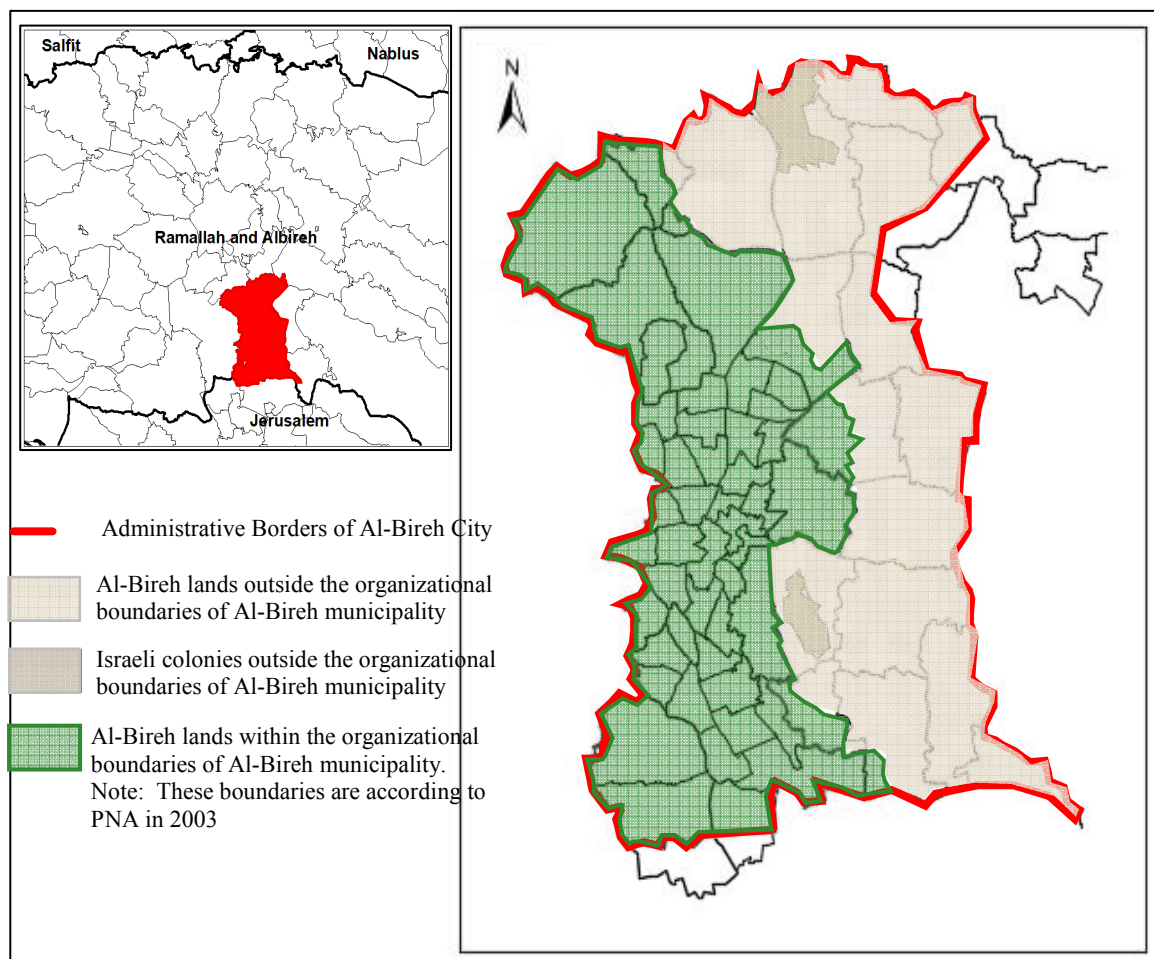 Salfit
Nablus
Ramallah and Albireh
Jerusalem
N
Administrative Borders of Al-Bireh City
Al-Bireh lands outside the organizational
boundaries of Al-Bireh municipality
Israeli colonies outside the organizational
boundaries of Al-Bireh municipality
Al-Bireh lands within the organizational
boundaries of Al-Bireh municipality.
Note: These boundaries are according to
PNA in 2003